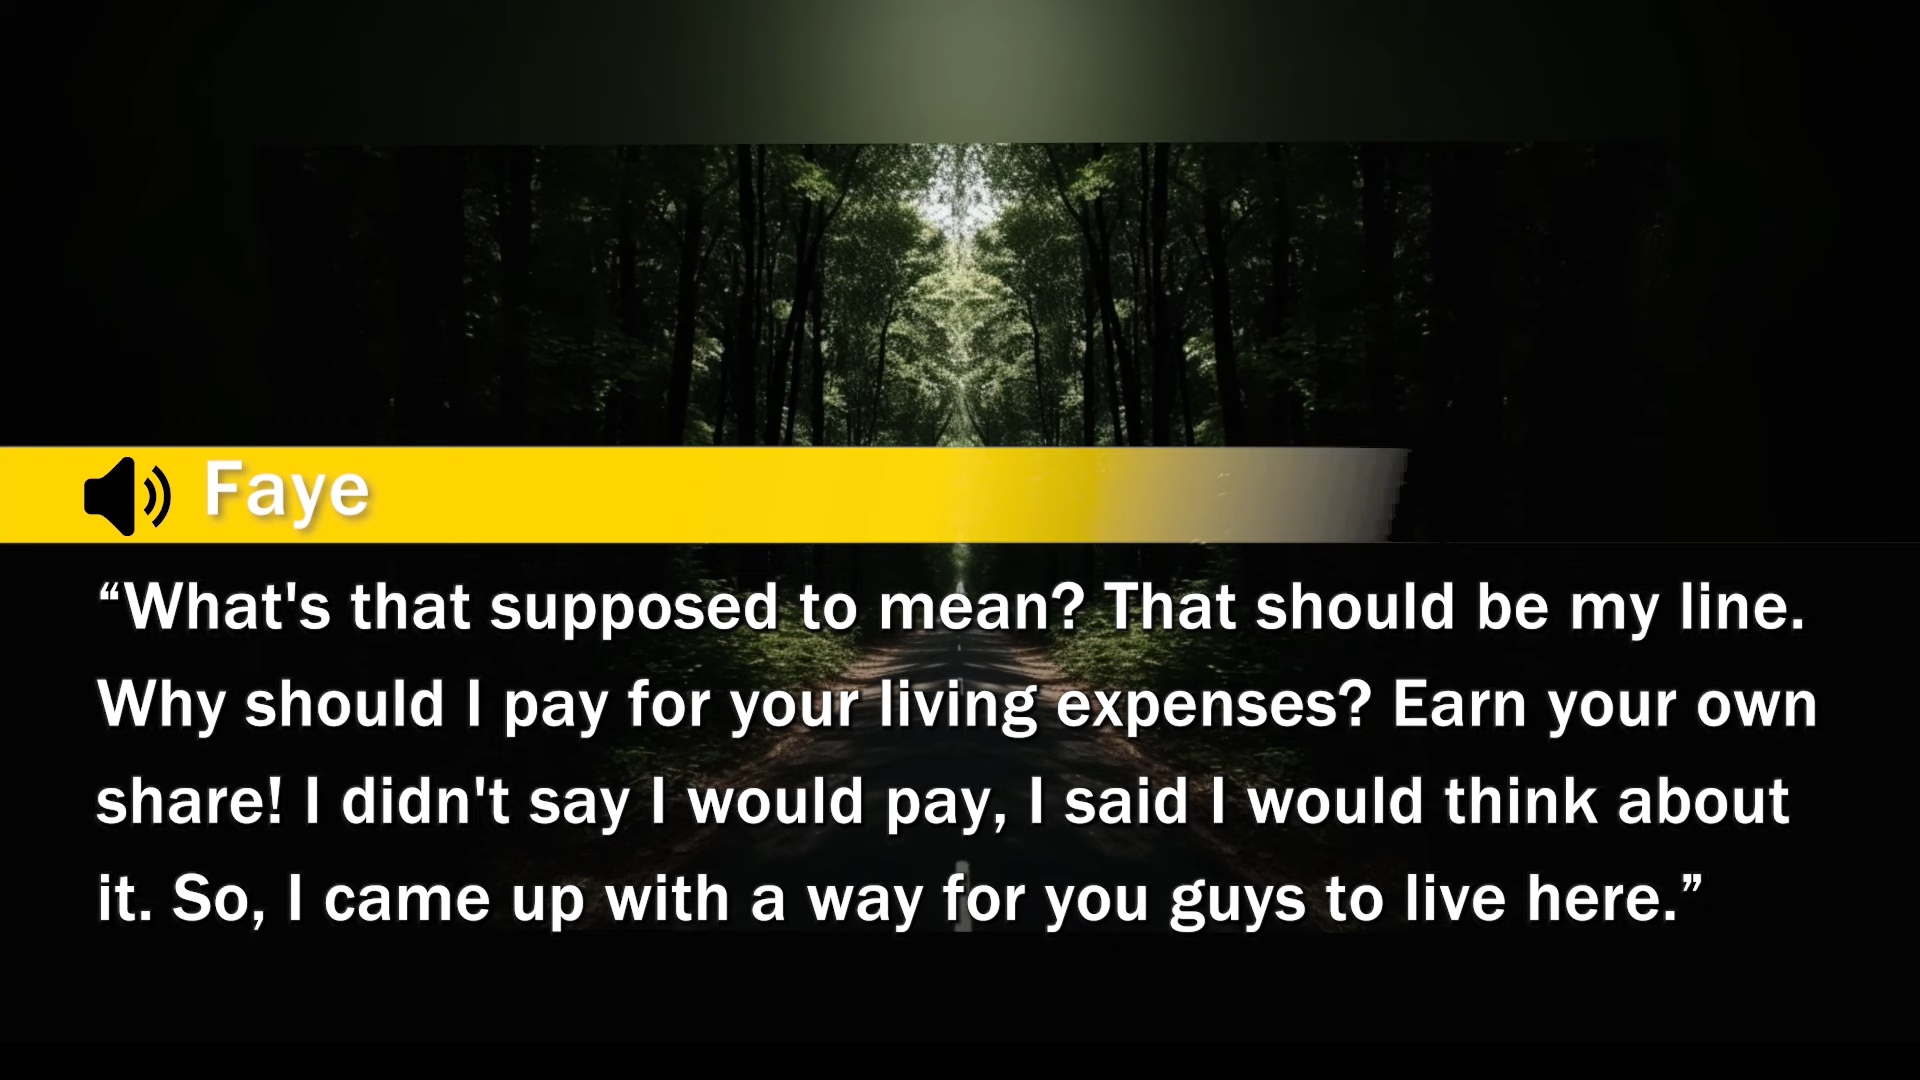 Faye
“What's that supposed to mean? That should be my line.
Why should I pay for your living expenses? Earn your own
share! I didn't say I would pay, I said I would think about
it. So, I came up with a way for you guys to live here.”